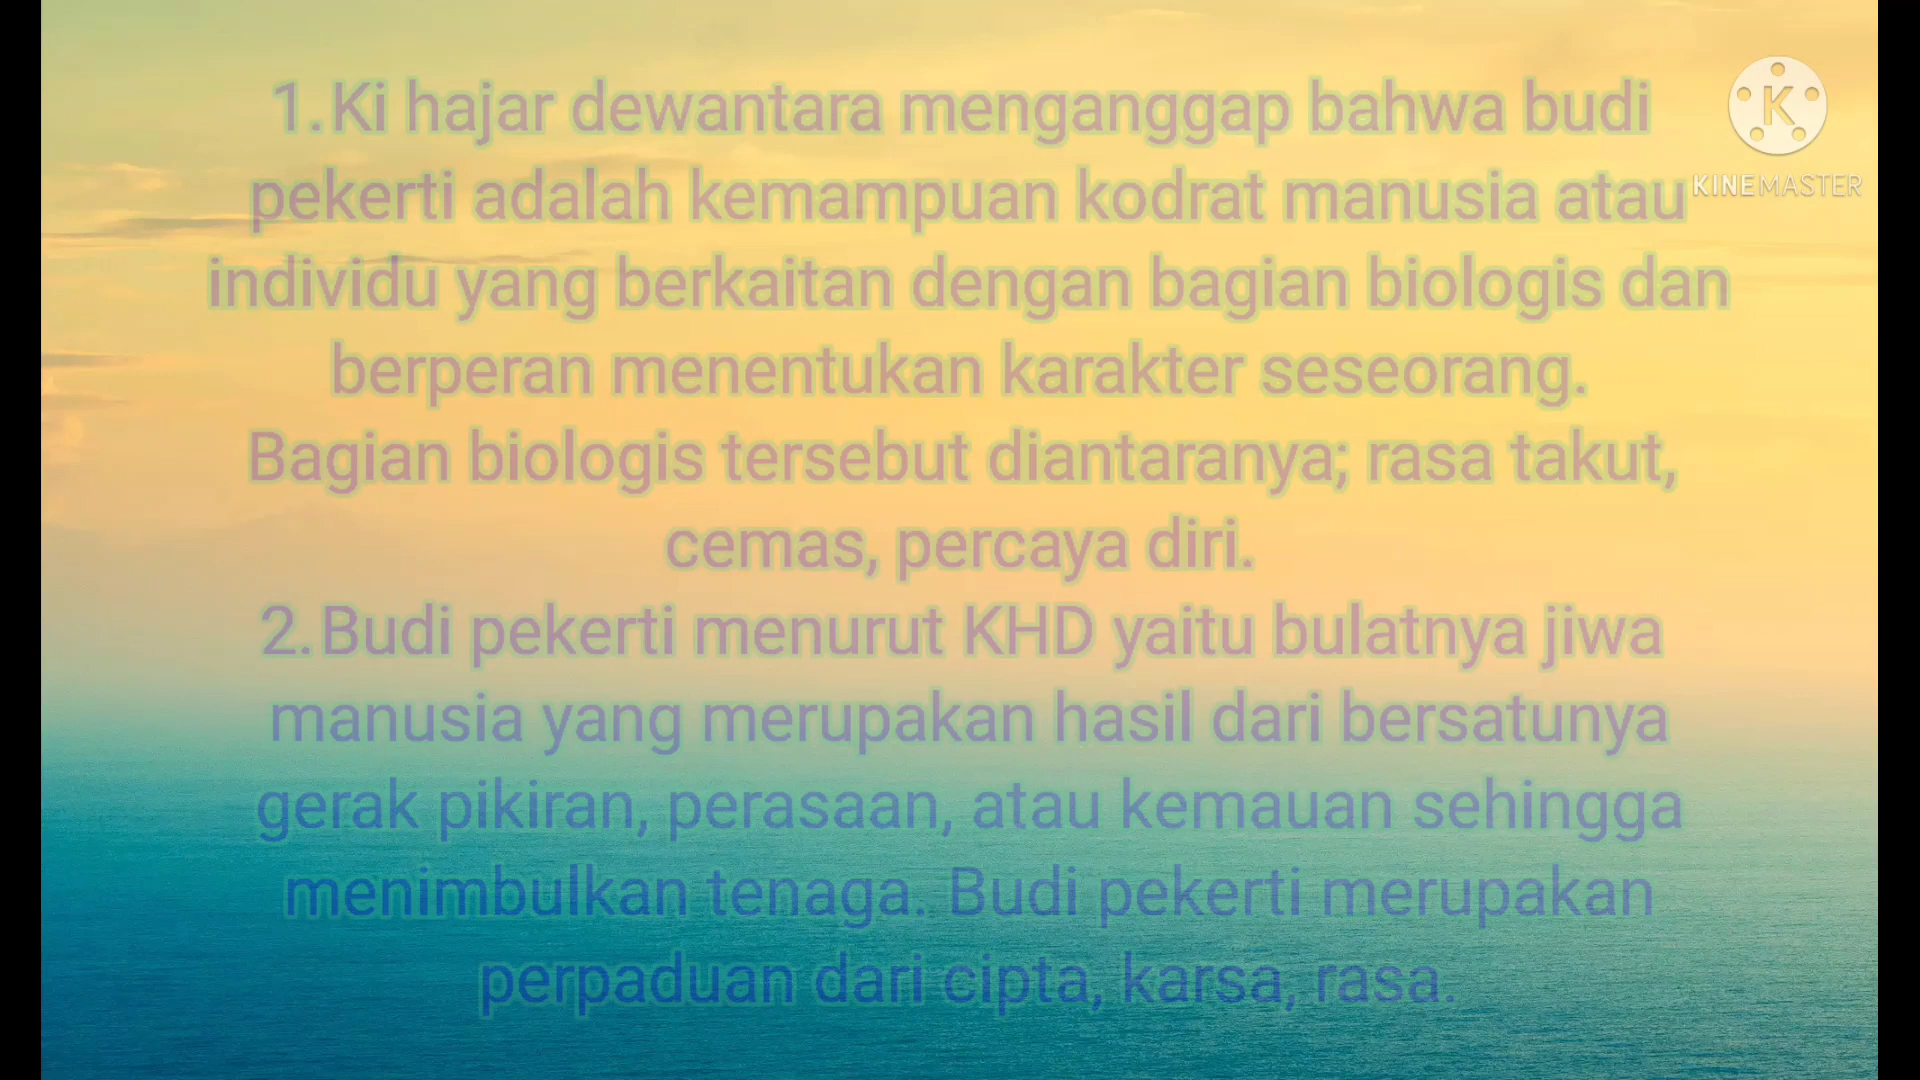 1.Ki hajar dewantara menganggap bahwa budi
pekerti adalah kemampuan kodrat manusia atau
individu yang berkaitan dengan bagian biologis dan
berperan menentukan karakter seseorang.
Bagian biologis tersebut diantaranya; rasa takut,
cemas, percaya diri.
2.Budi pekerti menurut KHD yaitu bulatnya jiwa
manusia yang merupakan hasil dari bersatunya
gerak pikiran, perasaan, atau kemauan sehingga
menimbulkan tenaga. Budi pekerti merupakan
perpaduan dari cipta, karsa, rasa.
K
KINEMASTER